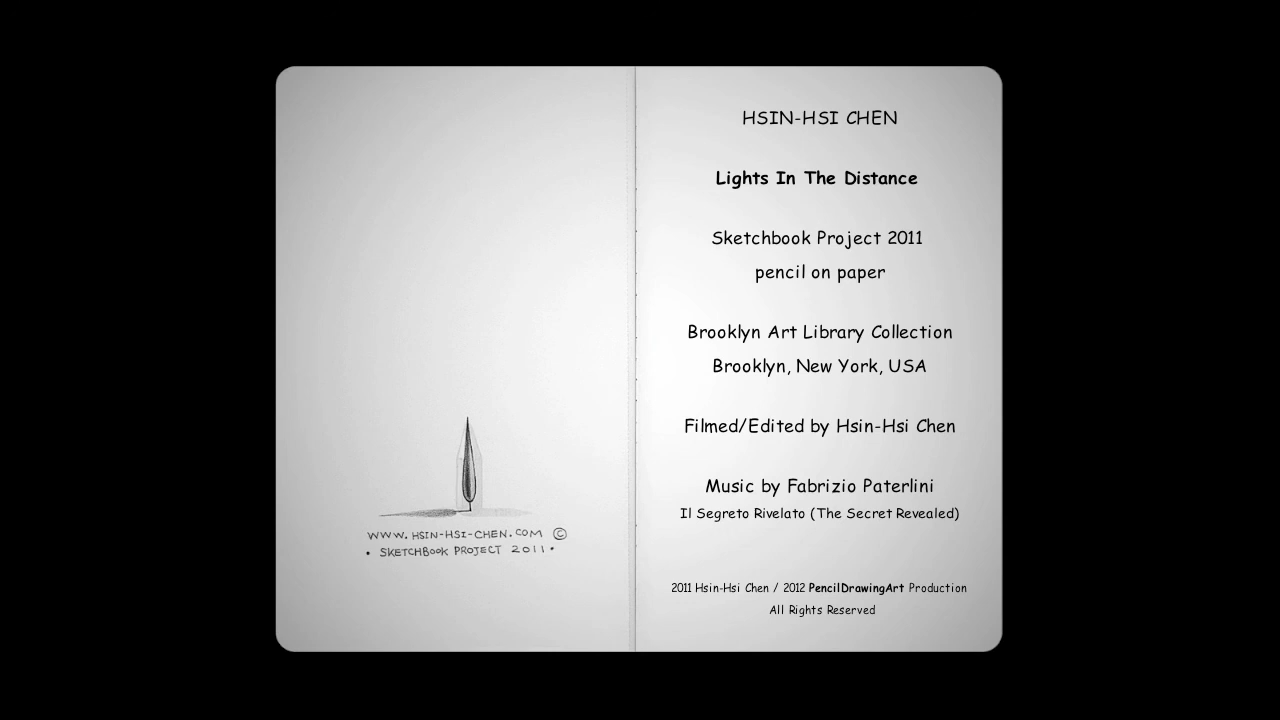 WWW.HSIN-HSI-CHEN.COM ©
• SKETCHBOOK PROJECT 2011 •
HSIN-HSI CHEN
Lights In The Distance
Sketchbook Project 2011
pencil on paper
Brooklyn Art Library Collection
Brooklyn, New York, USA
Filmed/Edited by Hsin-Hsi Chen
Music by Fabrizio Paterlini
Il Segreto Rivelato (The Secret Revealed)
2011 Hsin-Hsi Chen / 2012 PencilDrawingArt Production
All Rights Reserved